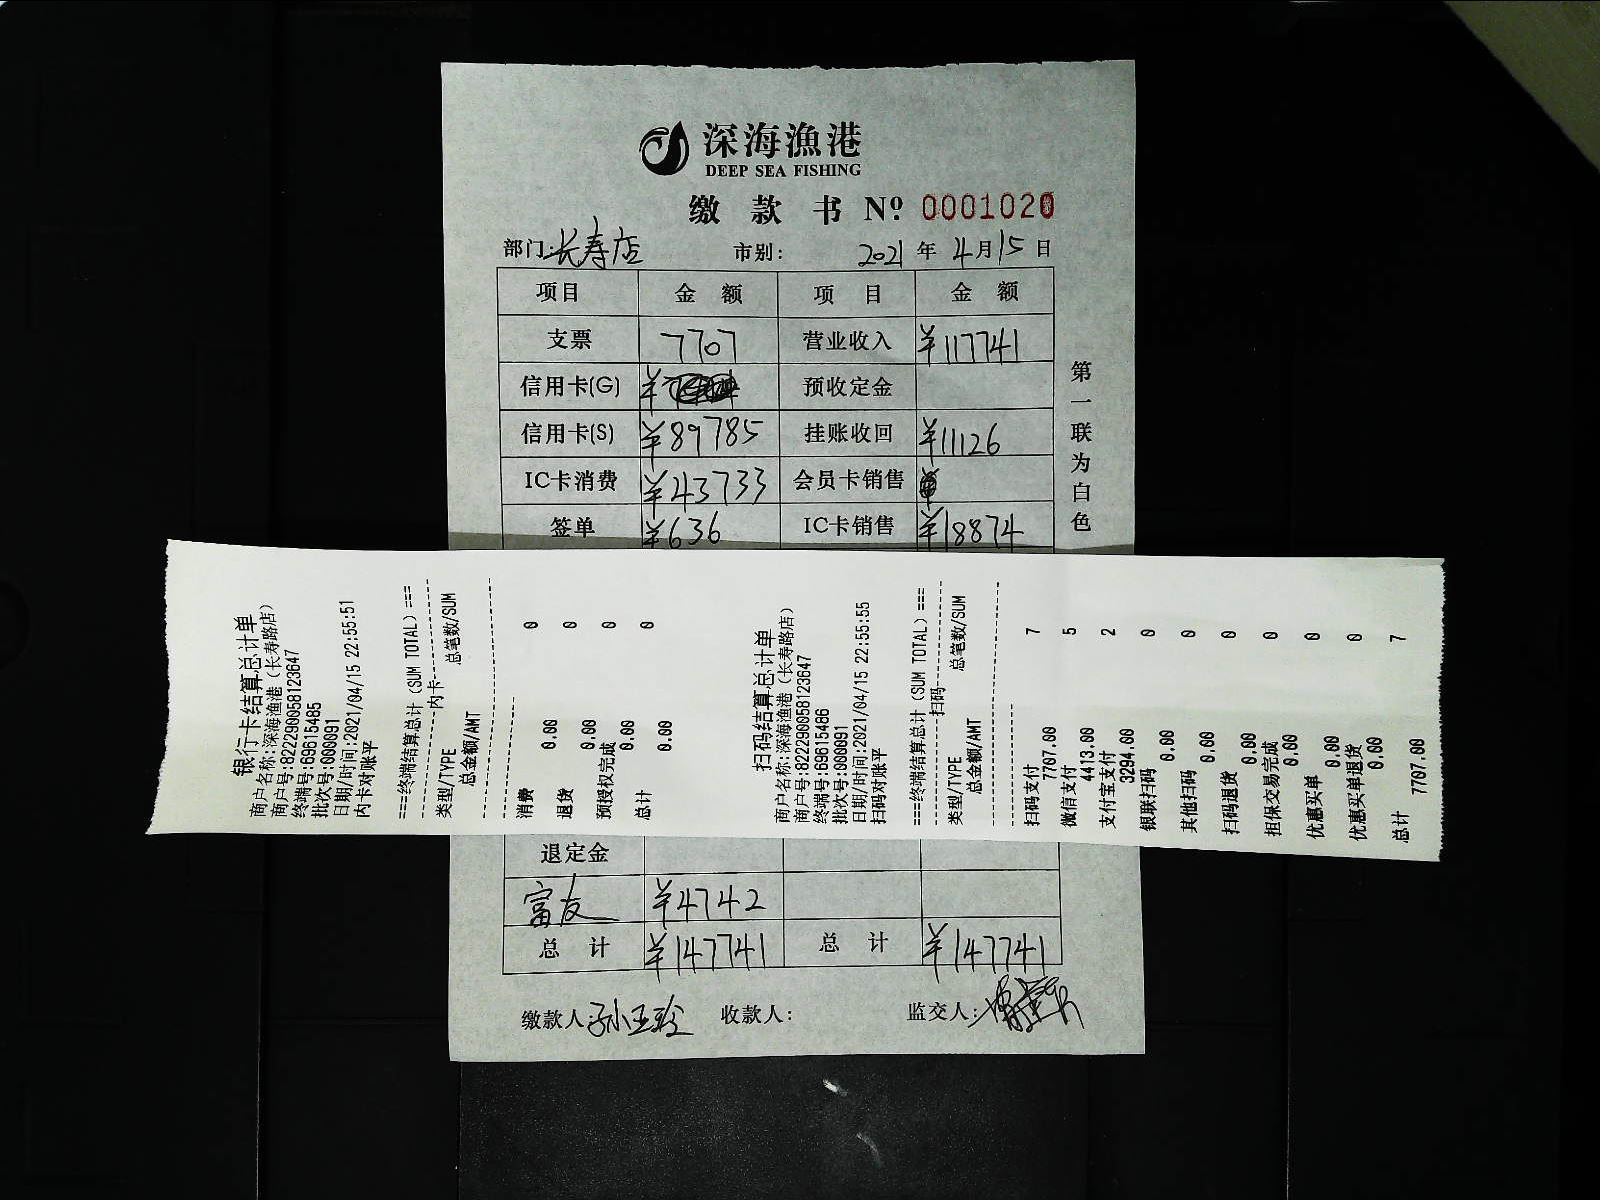 深海漁港
DEEP SEA FISHING
缴 款 书 Nº: 0001020
部门:长寿店 市别: 2021 年 4月15日
项目 金 额 项 目 金 额
支票 7707 营业收入 ¥117741
信用卡(G) ¥ 预收定金
信用卡(S) ¥89785 挂账收回 ¥11126
IC卡消费 ¥43733 会员卡销售
签单 ¥636 IC卡销售 ¥18874
第一联为白色
银行卡结算总计单
商户名称:深海渔港(长寿路店)
商户号:822290058123647
终端号:69615485
批次号:000091
日期/时间:2021/04/15 22:55:51
内卡对账平
===终端结算总计(SUM TOTAL)===
内卡
类型/TYPE 总笔数/SUM
总金额/AMT
消费 0
0.00
退货 0
0.00
预授权完成 0
0.00
总计 0
0.00
扫码结算总计单
商户名称:深海渔港(长寿路店)
商户号:822290058123647
终端号:69615486
批次号:000091
日期/时间:2021/04/15 22:55:55
扫码对账平
===终端结算总计(SUM TOTAL)===
扫码
类型/TYPE 总笔数/SUM
总金额/AMT
扫码支付 7
7707.00
微信支付 5
4413.00
支付宝支付 2
3294.00
银联扫码 0
0.00
其他扫码 0
0.00
扫码退货 0
0.00
担保交易完成 0
0.00
优惠买单 0
0.00
优惠买单退货 0
0.00
总计 7
7707.00
退定金
富友 ¥4742
总 计 ¥147741 总 计 ¥147741
缴款人:孙玉玲 收款人: 监交人: